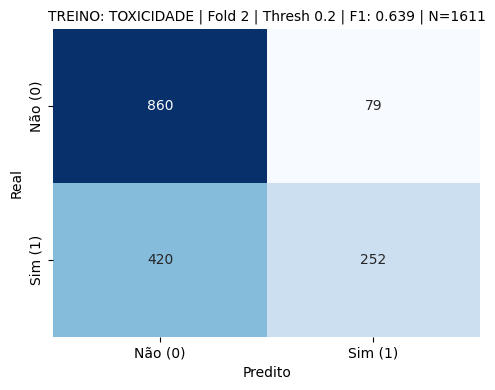 TREINO: TOXICIDADE | Fold 2 | Thresh 0.2 | F1: 0.639 | N=1611
Real
Não (0)
860
79
Sim (1)
420
252
Não (0)
Sim (1)
Predito